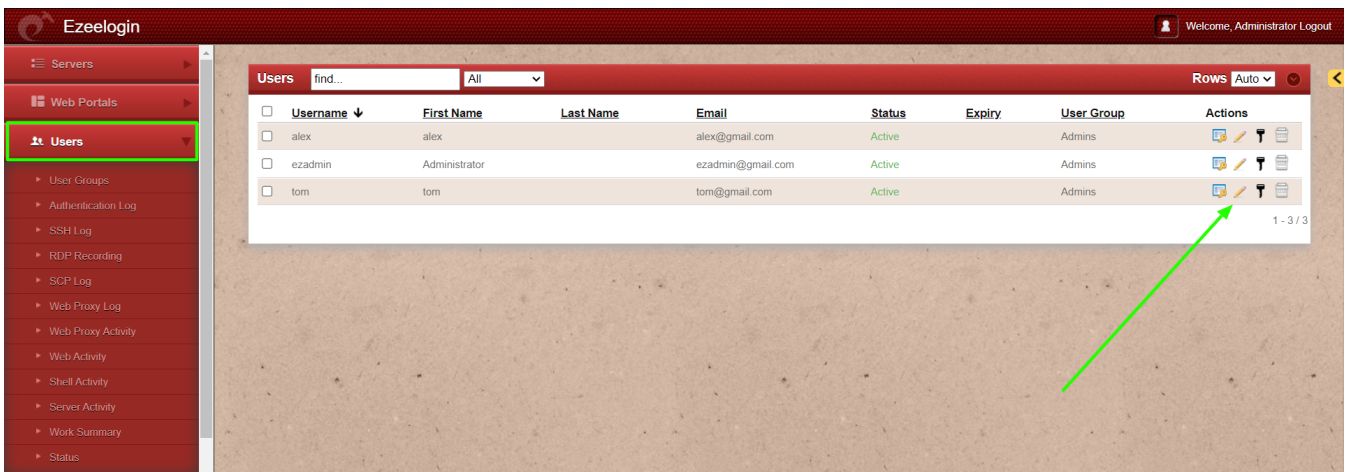 Ezeelogin
Welcome, Administrator Logout
Servers
Web Portals
Users
User Groups
Authentication Log
SSH Log
RDP Recording
SCP Log
Web Proxy Log
Web Proxy Activity
Web Activity
Shell Activity
Server Activity
Work Summary
Status
Users find... All Rows Auto
Username First Name Last Name Email Status Expiry User Group Actions
alex alex alex@gmail.com Active Admins
ezadmin Administrator ezadmin@gmail.com Active Admins
tom tom tom@gmail.com Active Admins
1 - 3 / 3